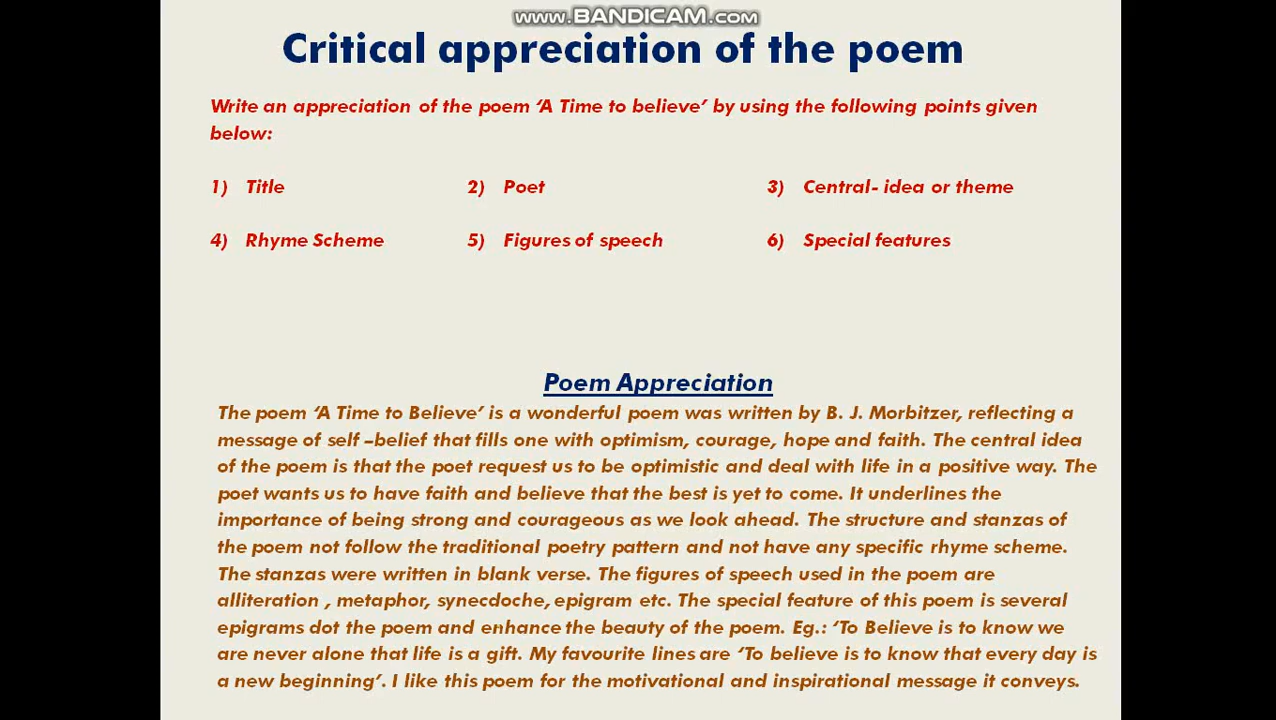 www.BANDICAM.com
Critical appreciation of the poem
Write an appreciation of the poem ‘A Time to believe’ by using the following points given
below:
1) Title 2) Poet 3) Central- idea or theme
4) Rhyme Scheme 5) Figures of speech 6) Special features
Poem Appreciation
The poem ‘A Time to Believe’ is a wonderful poem was written by B. J. Morbitzer, reflecting a
message of self –belief that fills one with optimism, courage, hope and faith. The central idea
of the poem is that the poet request us to be optimistic and deal with life in a positive way. The
poet wants us to have faith and believe that the best is yet to come. It underlines the
importance of being strong and courageous as we look ahead. The structure and stanzas of
the poem not follow the traditional poetry pattern and not have any specific rhyme scheme.
The stanzas were written in blank verse. The figures of speech used in the poem are
alliteration , metaphor, synecdoche, epigram etc. The special feature of this poem is several
epigrams dot the poem and enhance the beauty of the poem. Eg.: ‘To Believe is to know we
are never alone that life is a gift. My favourite lines are ‘To believe is to know that every day is
a new beginning’. I like this poem for the motivational and inspirational message it conveys.